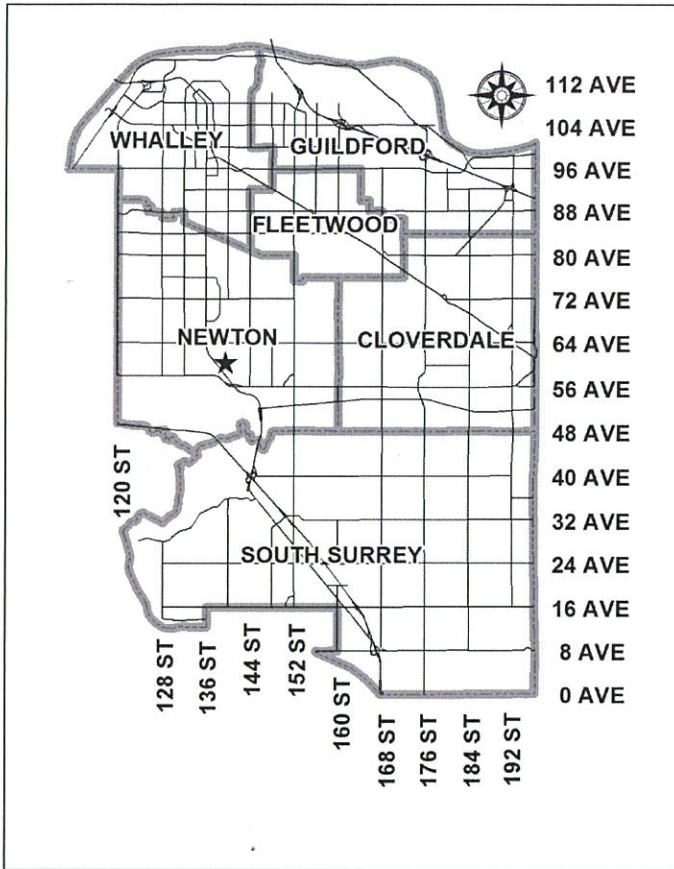 112 AVE
104 AVE
WHALLEY
GUILDFORD
96 AVE
88 AVE
FLEETWOOD
80 AVE
72 AVE
NEWTON
CLOVERDALE
64 AVE
56 AVE
48 AVE
120 ST
40 AVE
32 AVE
SOUTH SURREY
24 AVE
16 AVE
8 AVE
0 AVE
128 ST
136 ST
144 ST
152 ST
160 ST
168 ST
176 ST
184 ST
192 ST